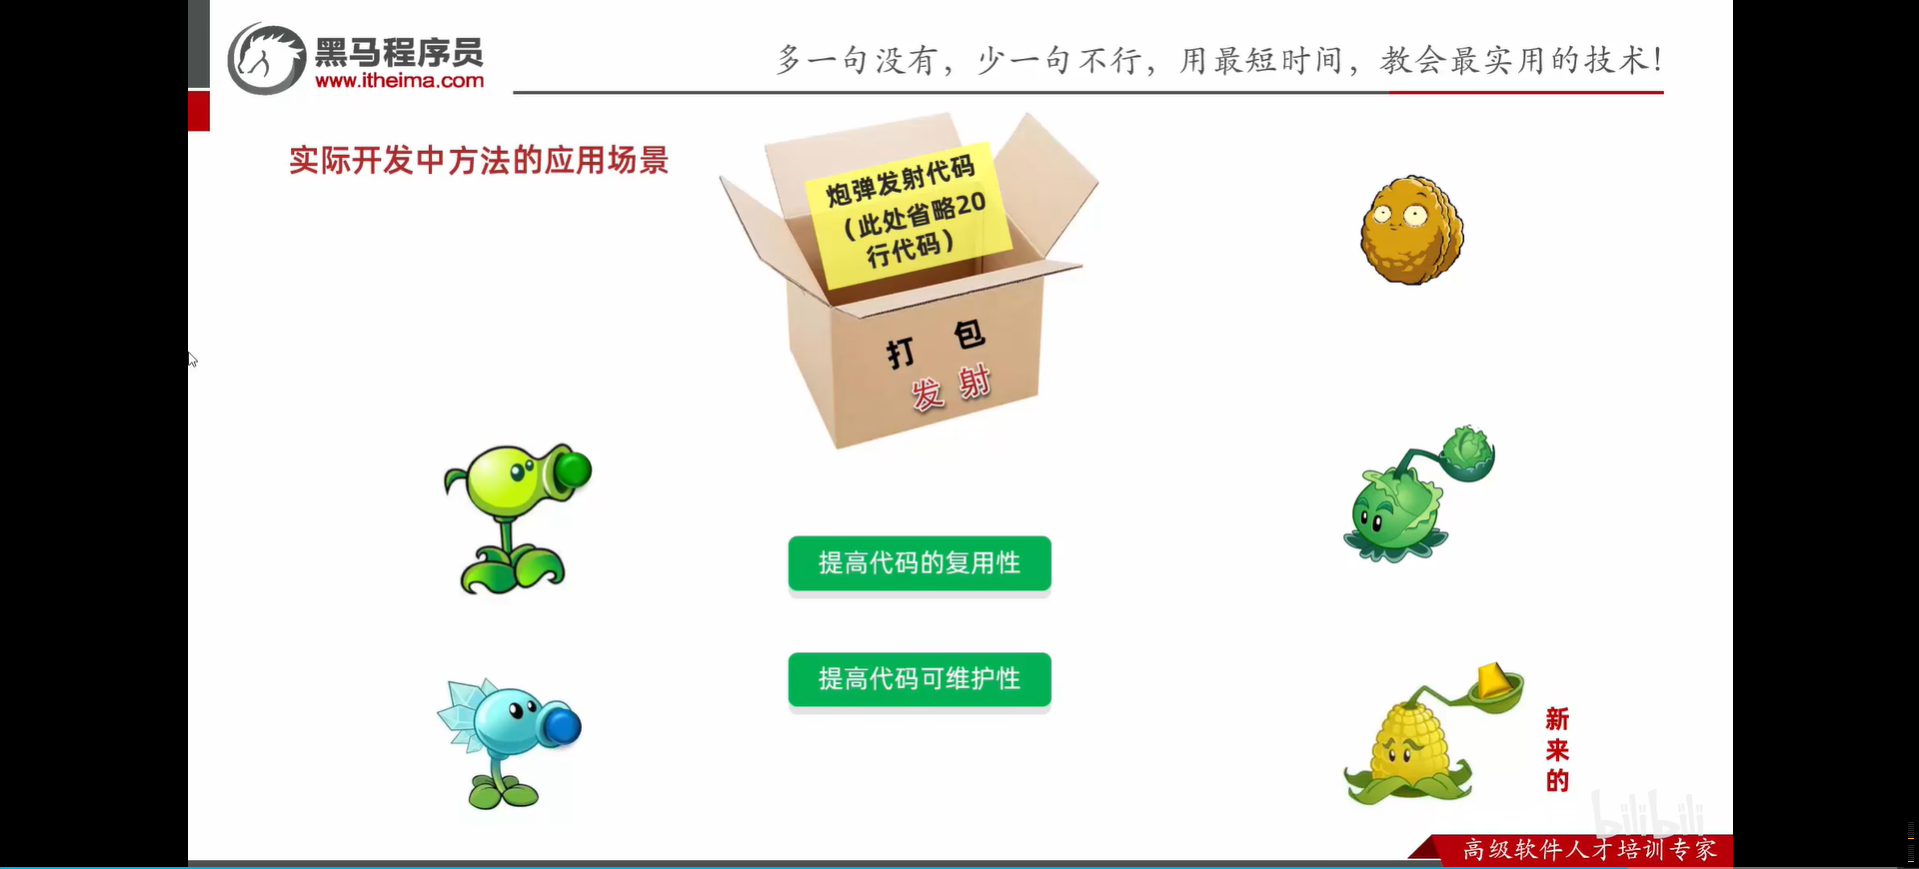 黑马程序员
www.itheima.com
多一句没有，少一句不行，用最短时间，教会最实用的技术！
实际开发中方法的应用场景
炮弹发射代码
（此处省略20
行代码）
打 包
发 射
提高代码的复用性
提高代码可维护性
新来的
bilibili
高级软件人才培训专家